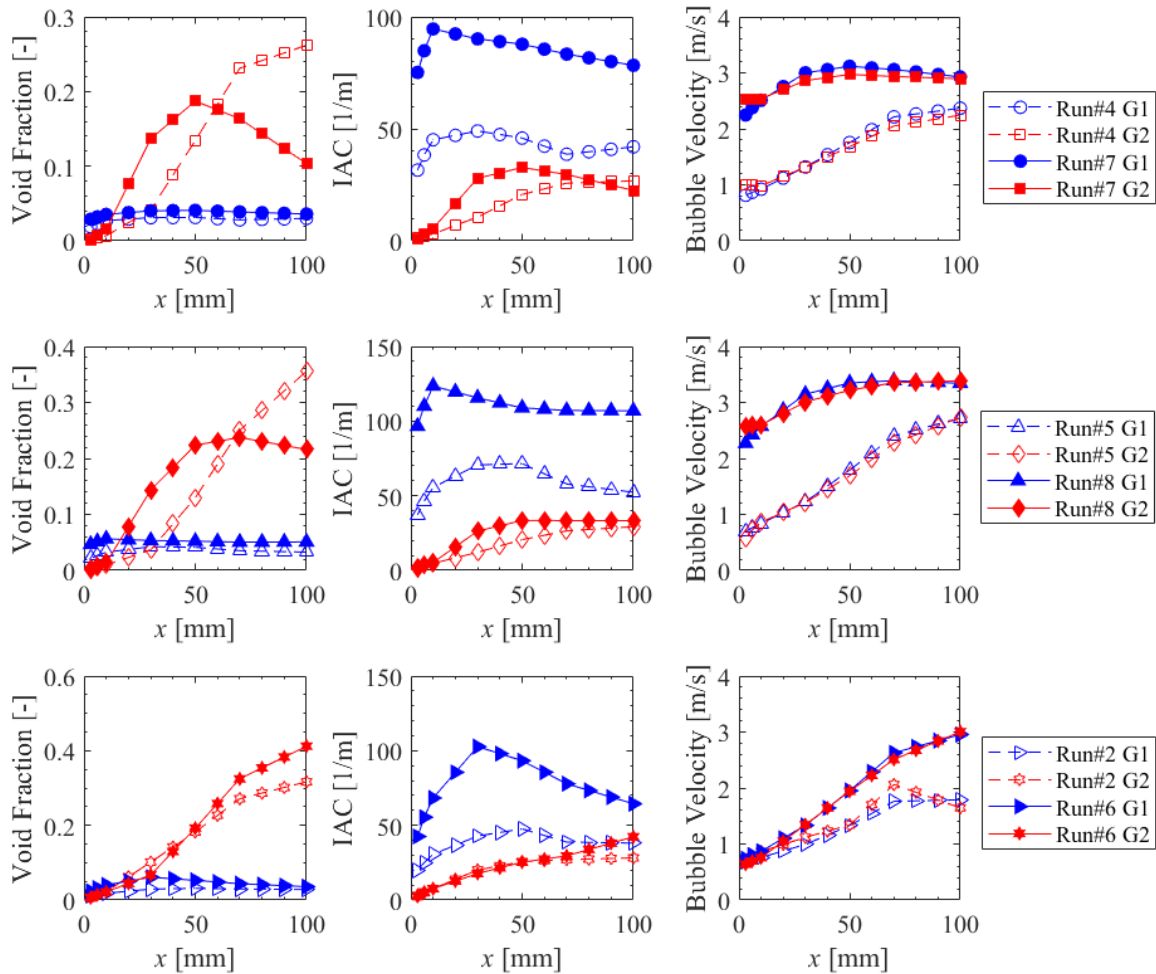 Void Fraction [-]
0.3
0.2
0.1
0
0 50 100
x [mm]
IAC [1/m]
100
50
0
0 50 100
x [mm]
Bubble Velocity [m/s]
4
3
2
1
0
0 50 100
x [mm]
Run#4 G1
Run#4 G2
Run#7 G1
Run#7 G2
Void Fraction [-]
0.4
0.3
0.2
0.1
0
0 50 100
x [mm]
IAC [1/m]
150
100
50
0
0 50 100
x [mm]
Bubble Velocity [m/s]
4
3
2
1
0
0 50 100
x [mm]
Run#5 G1
Run#5 G2
Run#8 G1
Run#8 G2
Void Fraction [-]
0.6
0.4
0.2
0
0 50 100
x [mm]
IAC [1/m]
150
100
50
0
0 50 100
x [mm]
Bubble Velocity [m/s]
4
3
2
1
0
0 50 100
x [mm]
Run#2 G1
Run#2 G2
Run#6 G1
Run#6 G2